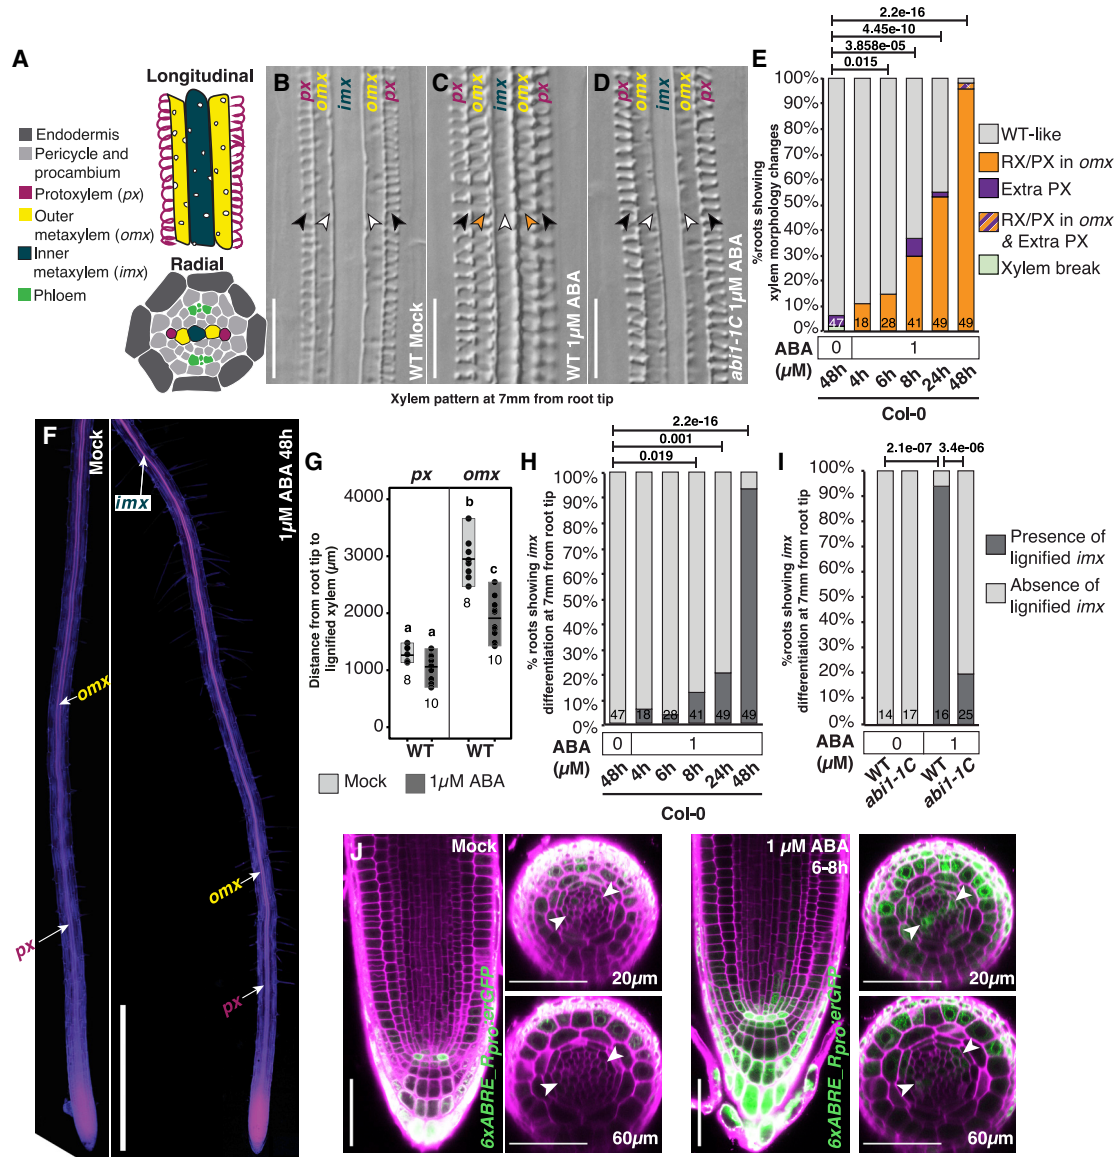 A
Longitudinal
Endodermis
Pericycle and
procambium
Protoxylem (px)
Outer
metaxylem (omx)
Inner
metaxylem (imx)
Phloem
Radial
B
px
omx
imx
omx
px
WT Mock
C
px
omx
imx
omx
px
WT 1µM ABA
D
px
omx
imx
omx
px
abi1-1C 1µM ABA
Xylem pattern at 7mm from root tip
E
2.2e-16
4.45e-10
3.858e-05
0.015
%roots showing
xylem morphology changes
100%
90%
80%
70%
60%
50%
40%
30%
20%
10%
0%
47
18
28
41
49
49
ABA
(µM)
0
1
48h
4h
6h
8h
24h
48h
Col-0
WT-like
RX/PX in omx
Extra PX
RX/PX in omx
& Extra PX
Xylem break
F
Mock
omx
px
1µM ABA 48h
imx
omx
px
G
px
omx
Distance from root tip to
lignified xylem (µm)
4000
3000
2000
1000
0
a
a
b
c
8
10
8
10
WT
WT
Mock
1µM ABA
H
2.2e-16
0.001
0.019
% roots showing imx
differentiation at 7mm from root tip
100%
90%
80%
70%
60%
50%
40%
30%
20%
10%
0%
47
18
28
41
49
49
ABA
(µM)
0
1
48h
4h
6h
8h
24h
48h
Col-0
I
2.1e-07
3.4e-06
%roots showing imx
differentiation at 7mm from root tip
100%
90%
80%
70%
60%
50%
40%
30%
20%
10%
0%
14
17
16
25
ABA
(µM)
0
1
WT
abi1-1C
WT
abi1-1C
Presence of
lignified imx
Absence of
lignified imx
J
Mock
6xABRE_Rpro:erGFP
20µm
60µm
1 µM ABA
6-8h
6xABRE_Rpro:erGFP
20µm
60µm